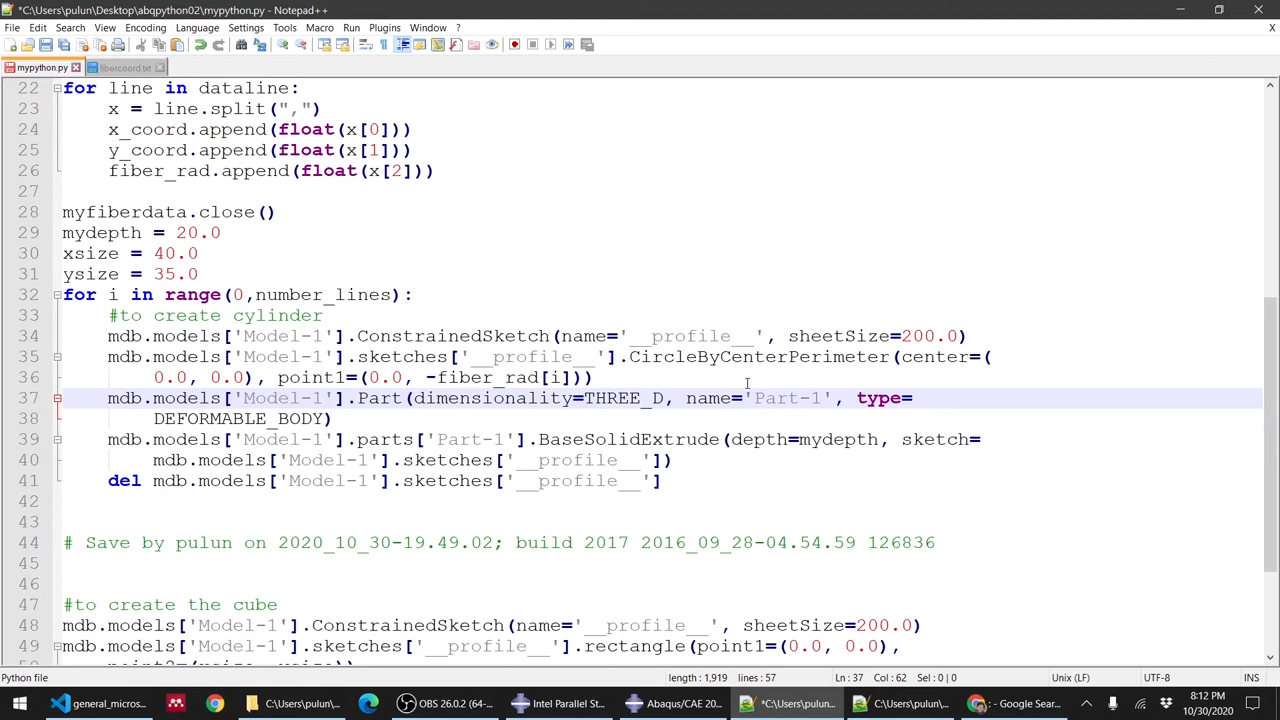 *C:\Users\pulun\Desktop\abqpython02\mypython.py - Notepad++
File Edit Search View Encoding Language Settings Tools Macro Run Plugins Window ? X
mypython.py fibercoord.txt
22 for line in dataline:
23 x = line.split(",")
24 x_coord.append(float(x[0]))
25 y_coord.append(float(x[1]))
26 fiber_rad.append(float(x[2]))
27
28 myfiberdata.close()
29 mydepth = 20.0
30 xsize = 40.0
31 ysize = 35.0
32 for i in range(0,number_lines):
33 #to create cylinder
34 mdb.models['Model-1'].ConstrainedSketch(name='__profile__', sheetSize=200.0)
35 mdb.models['Model-1'].sketches['__profile__'].CircleByCenterPerimeter(center=(
36 0.0, 0.0), point1=(0.0, -fiber_rad[i]))
37 mdb.models['Model-1'].Part(dimensionality=THREE_D, name='Part-1', type=
38 DEFORMABLE_BODY)
39 mdb.models['Model-1'].parts['Part-1'].BaseSolidExtrude(depth=mydepth, sketch=
40 mdb.models['Model-1'].sketches['__profile__'])
41 del mdb.models['Model-1'].sketches['__profile__']
42
43
44 # Save by pulun on 2020_10_30-19.49.02; build 2017 2016_09_28-04.54.59 126836
45
46
47 #to create the cube
48 mdb.models['Model-1'].ConstrainedSketch(name='__profile__', sheetSize=200.0)
49 mdb.models['Model-1'].sketches['__profile__'].rectangle(point1=(0.0, 0.0),
Python file length : 1,919 lines : 57 Ln : 37 Col : 62 Unix (LF) UTF-8 INS
general_micros... C:\Users\pulun\... OBS 26.0.2 (64-... Intel Parallel St... Abaqus/CAE 20... *C:\Users\pulun... C:\Users\pulun\... : - Google Sear... 8:12 PM
10/30/2020